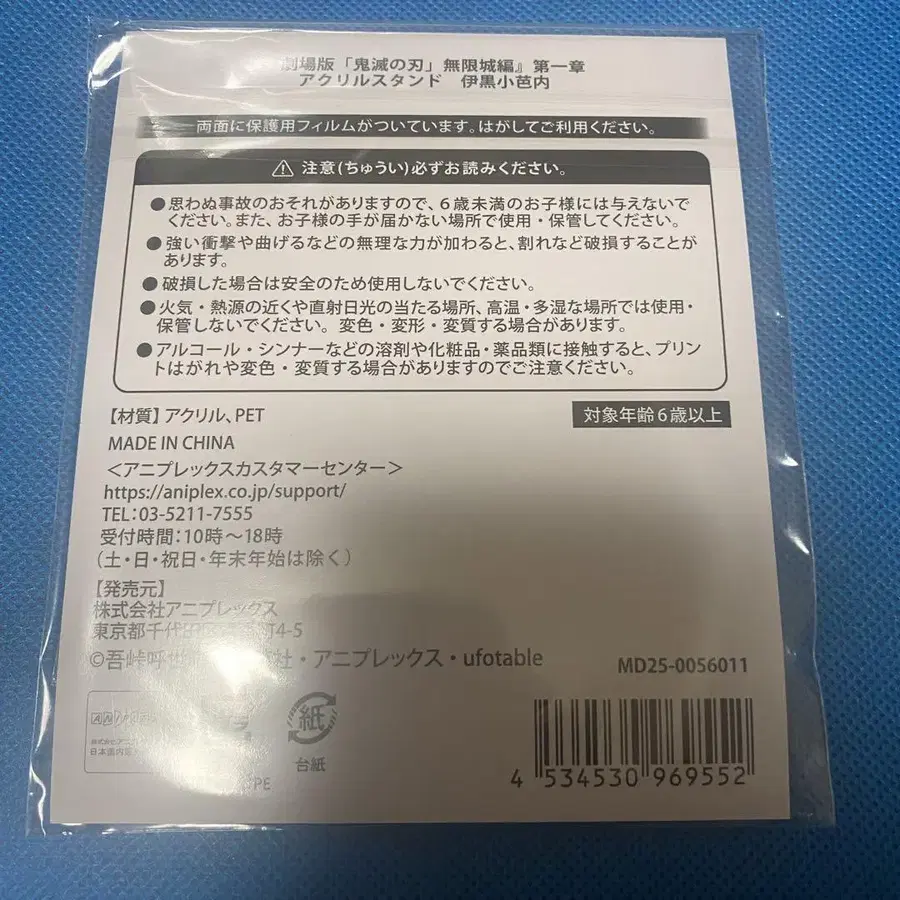 劇場版「鬼滅の刃」無限城編』第一章
アクリルスタンド 伊黒小芭内
両面に保護用フィルムがついています。はがしてご利用ください。
注意(ちゅうい)必ずお読みください。
●思わぬ事故のおそれがありますので、6歳未満のお子様には与えないで
ください。また、お子様の手が届かない場所で使用・保管してください。
●強い衝撃や曲げるなどの無理な力が加わると、割れなど破損することが
あります。
●破損した場合は安全のため使用しないでください。
●火気・熱源の近くや直射日光の当たる場所、高温・多湿な場所では使用・
保管しないでください。変色・変形・変質する場合があります。
●アルコール・シンナーなどの溶剤や化粧品・薬品類に接触すると、プリン
トはがれや変色・変質する場合がありますのでご注意ください。
【材質】アクリル、PET
対象年齢6歳以上
MADE IN CHINA
<アニプレックスカスタマーセンター>
https://aniplex.co.jp/support/
TEL:03-5211-7555
受付時間:10時~18時
(土・日・祝日・年末年始は除く)
【発売元】
株式会社アニプレックス
東京都千代田区 町4-5
©吾峠呼 社・アニプレックス・ufotable
MD25-0056011
紙
台紙
PE
4 534530 969552